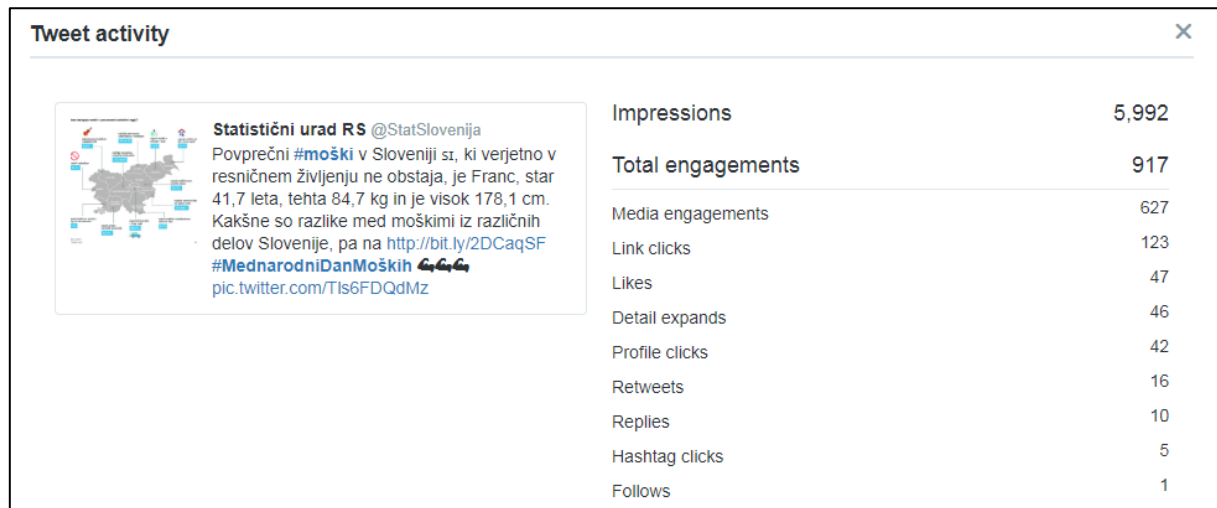 Tweet activity
Statistični urad RS @StatSlovenija
Povprečni #moški v Sloveniji sɪ, ki verjetno v
resničnem življenju ne obstaja, je Franc, star
41,7 leta, tehta 84,7 kg in je visok 178,1 cm.
Kakšne so razlike med moškimi iz različnih
delov Slovenije, pa na http://bit.ly/2DCaqSF
#MednarodniDanMoških 💪💪💪
pic.twitter.com/TIs6FDQdMz
Impressions 5,992
Total engagements 917
Media engagements 627
Link clicks 123
Likes 47
Detail expands 46
Profile clicks 42
Retweets 16
Replies 10
Hashtag clicks 5
Follows 1